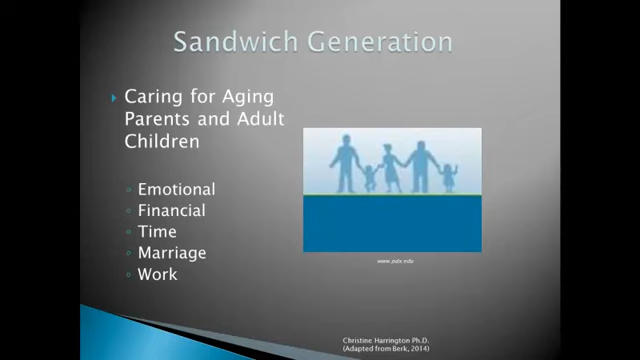 Sandwich Generation
Caring for Aging
Parents and Adult
Children
Emotional
Financial
Time
Marriage
Work
www.pdx.edu
Christine Harrington Ph.D.
(Adapted from Berk, 2014)